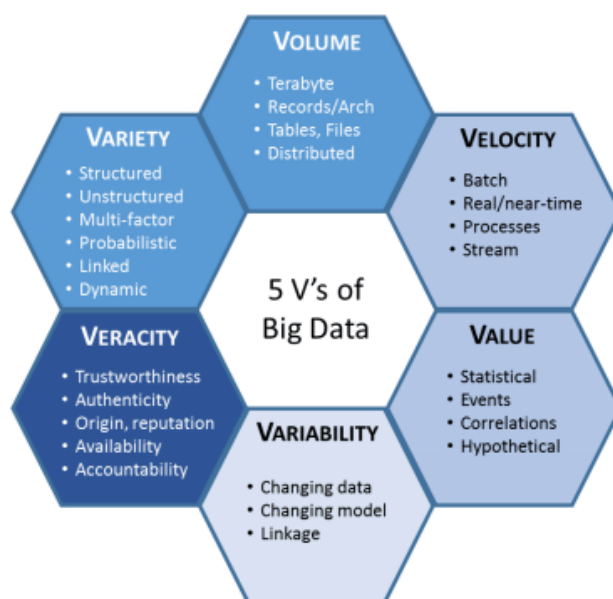 VOLUME
• Terabyte
• Records/Arch
• Tables, Files
• Distributed
VARIETY
• Structured
• Unstructured
• Multi-factor
• Probabilistic
• Linked
• Dynamic
VELOCITY
• Batch
• Real/near-time
• Processes
• Stream
5 V's of
Big Data
VERACITY
• Trustworthiness
• Authenticity
• Origin, reputation
• Availability
• Accountability
VALUE
• Statistical
• Events
• Correlations
• Hypothetical
VARIABILITY
• Changing data
• Changing model
• Linkage